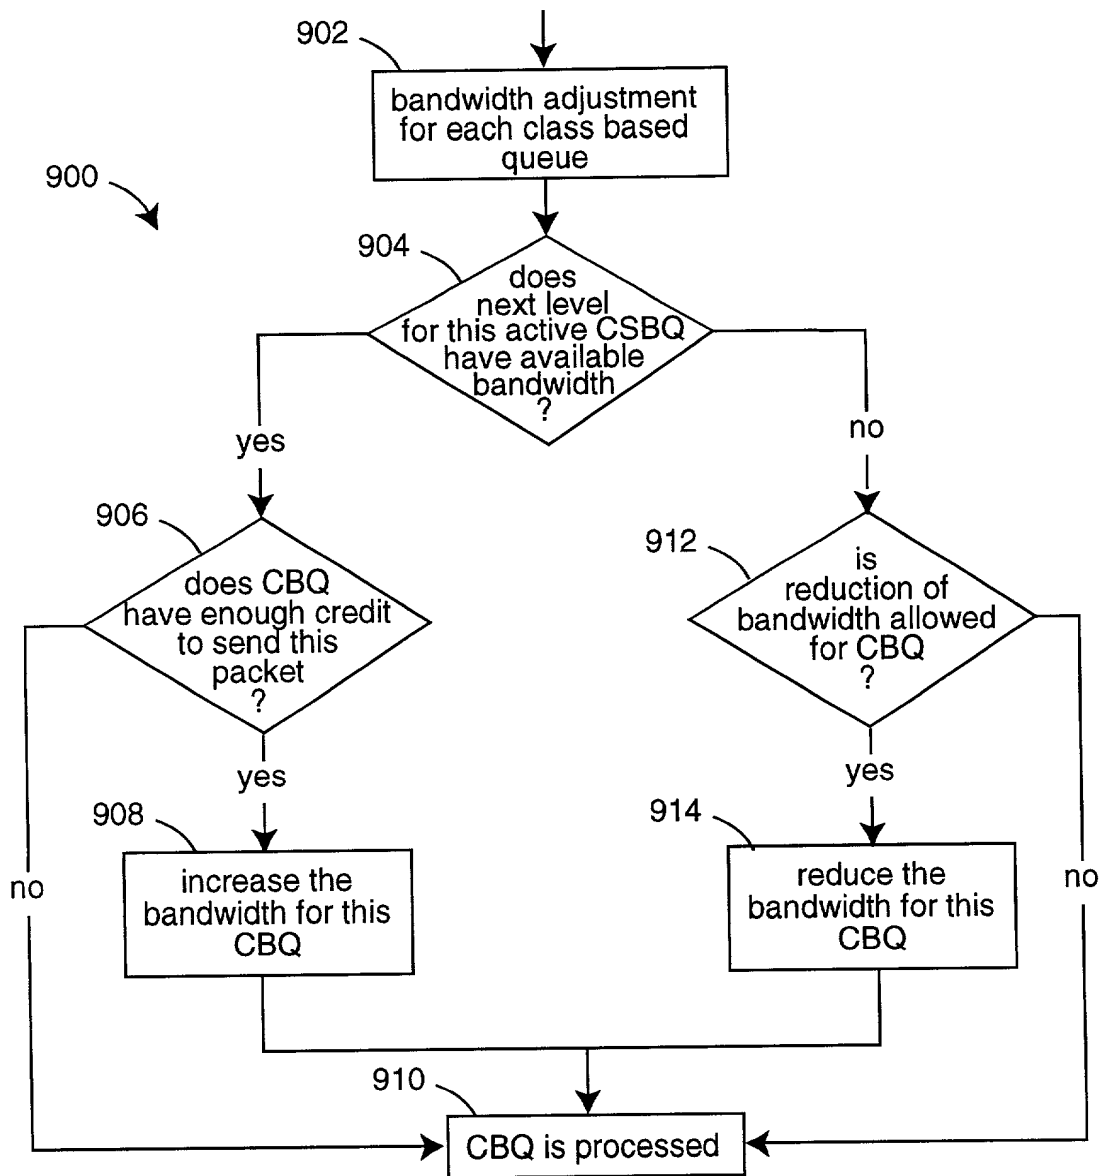 902
bandwidth adjustment
for each class based
queue
900
904
does
next level
for this active CSBQ
have available
bandwidth
?
yes
no
906
does CBQ
have enough credit
to send this
packet
?
912
is
reduction of
bandwidth allowed
for CBQ
?
yes
yes
908
increase the
bandwidth for this
CBQ
914
reduce the
bandwidth for this
CBQ
no
no
910
CBQ is processed